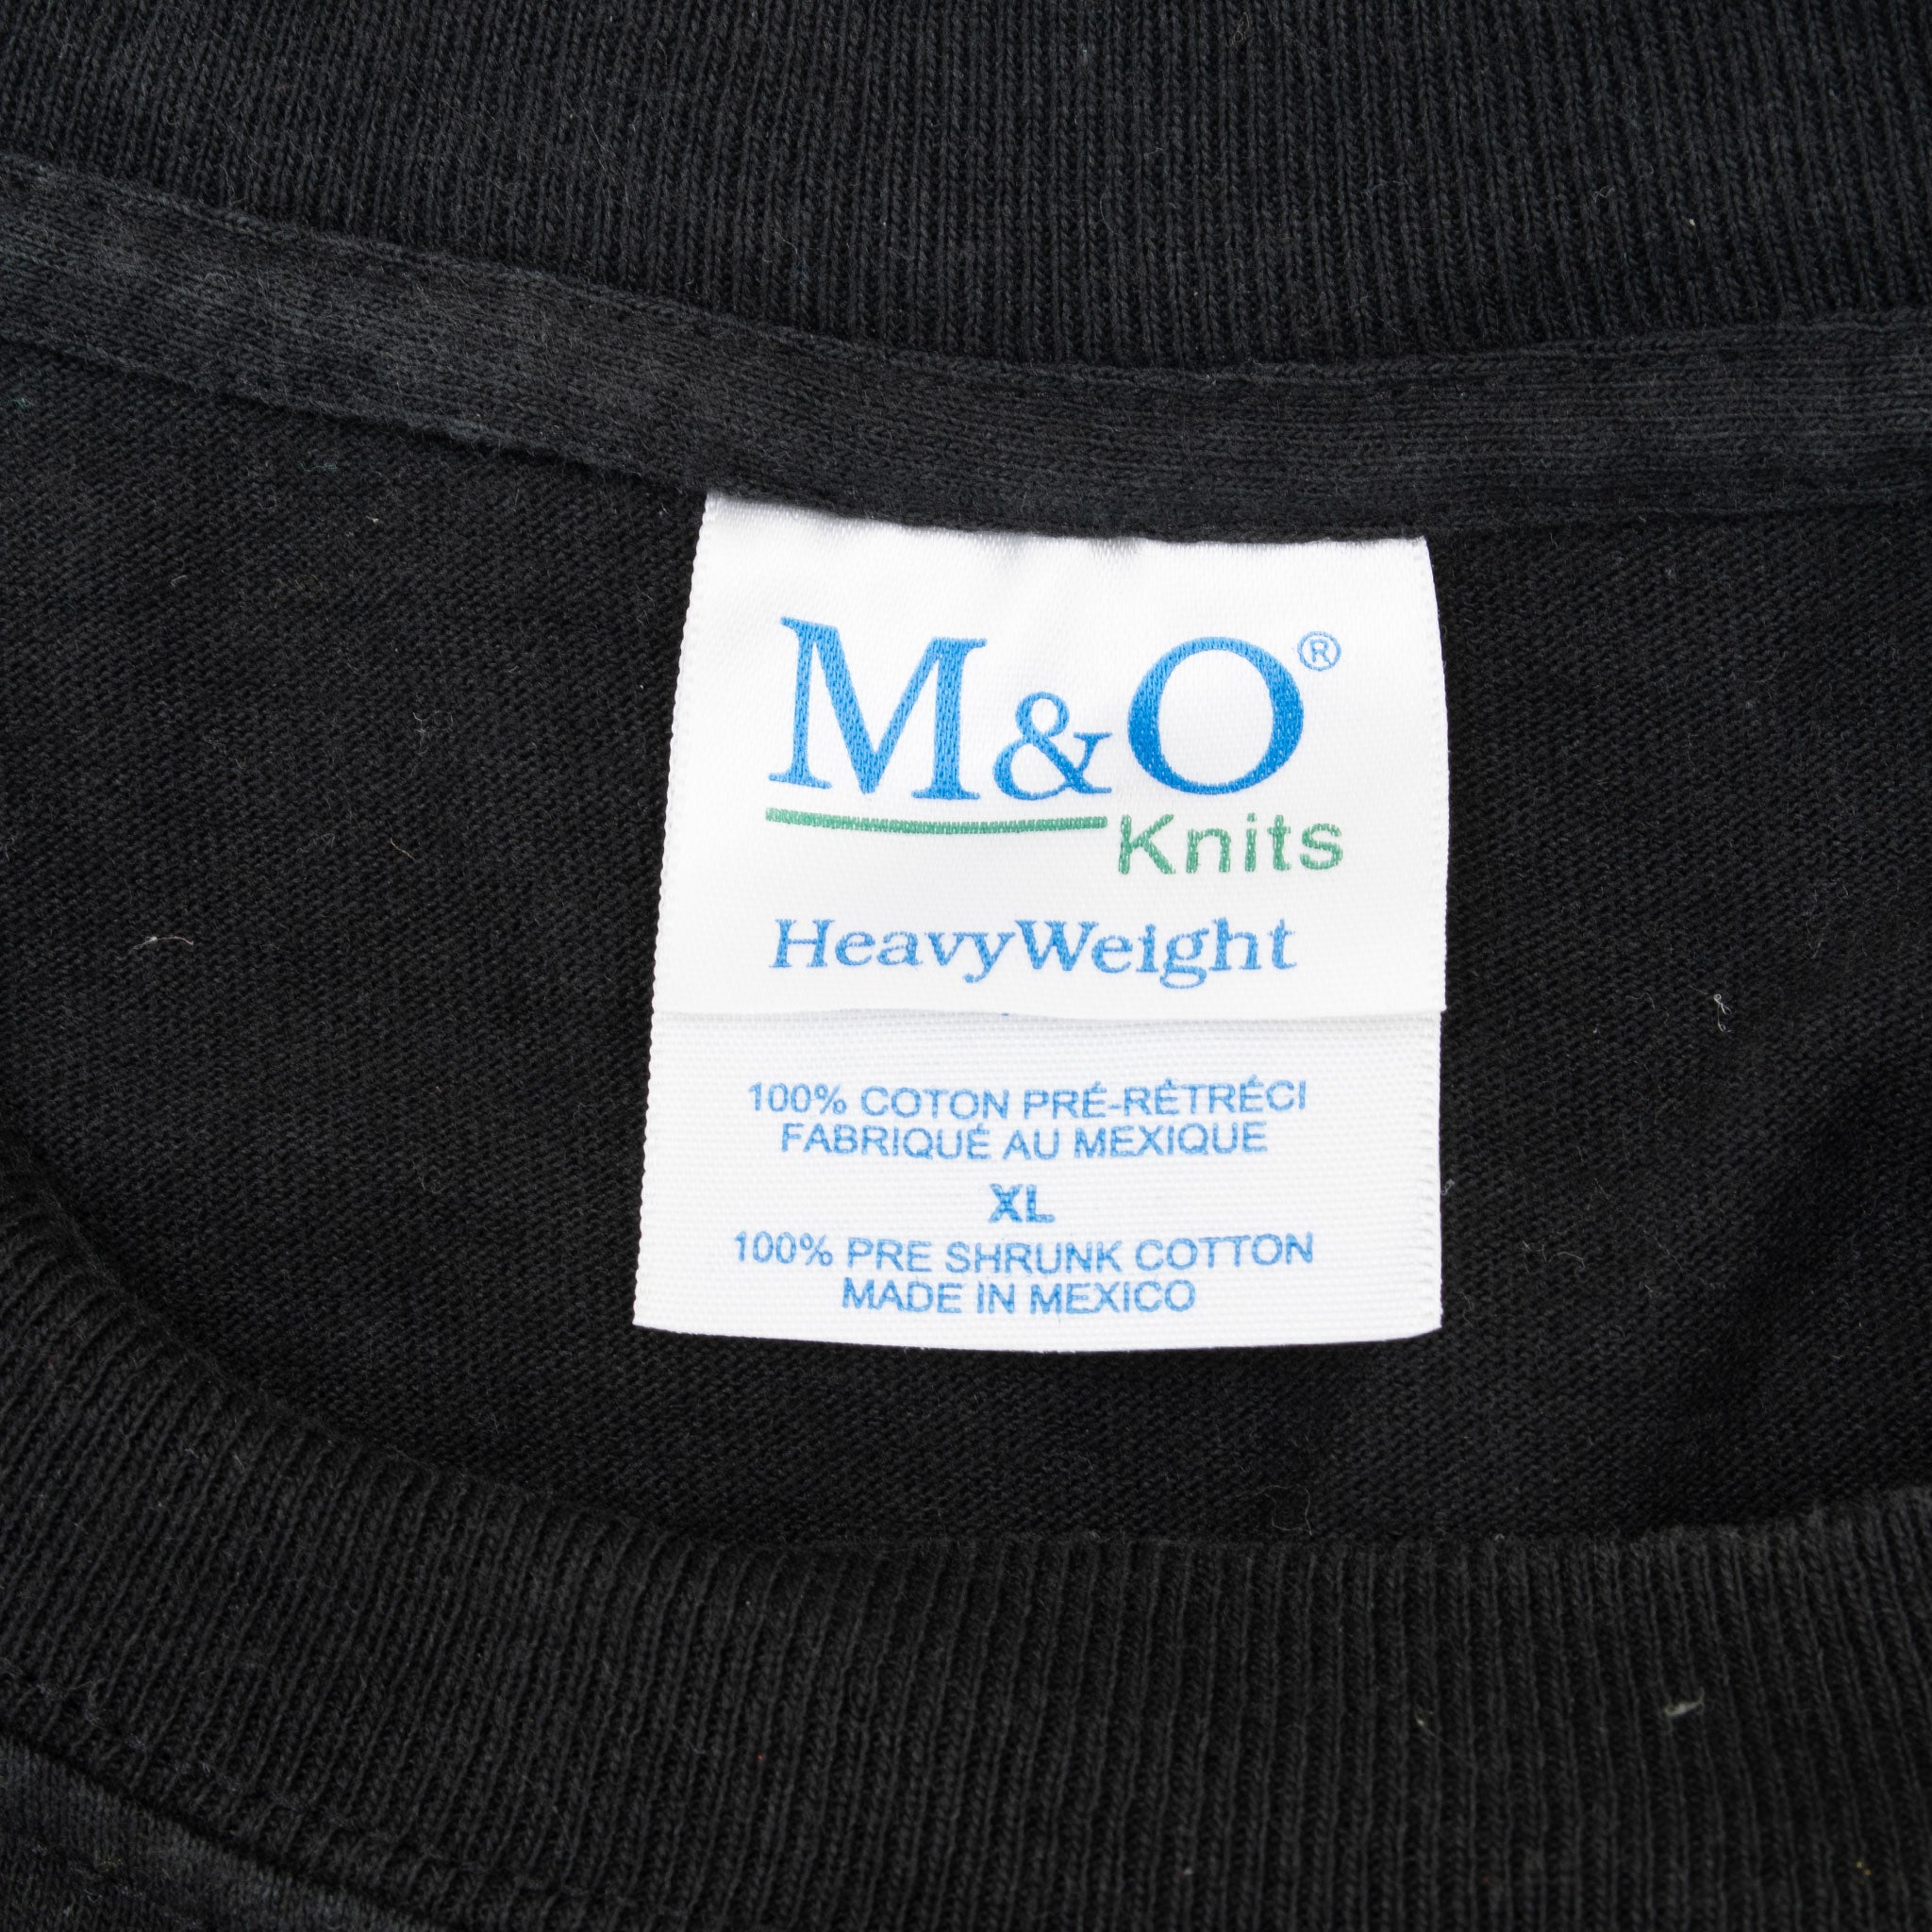 M&O®
Knits
HeavyWeight
100% COTON PRÉ-RÉTRÉCI
FABRIQUÉ AU MEXIQUE
XL
100% PRE SHRUNK COTTON
MADE IN MEXICO